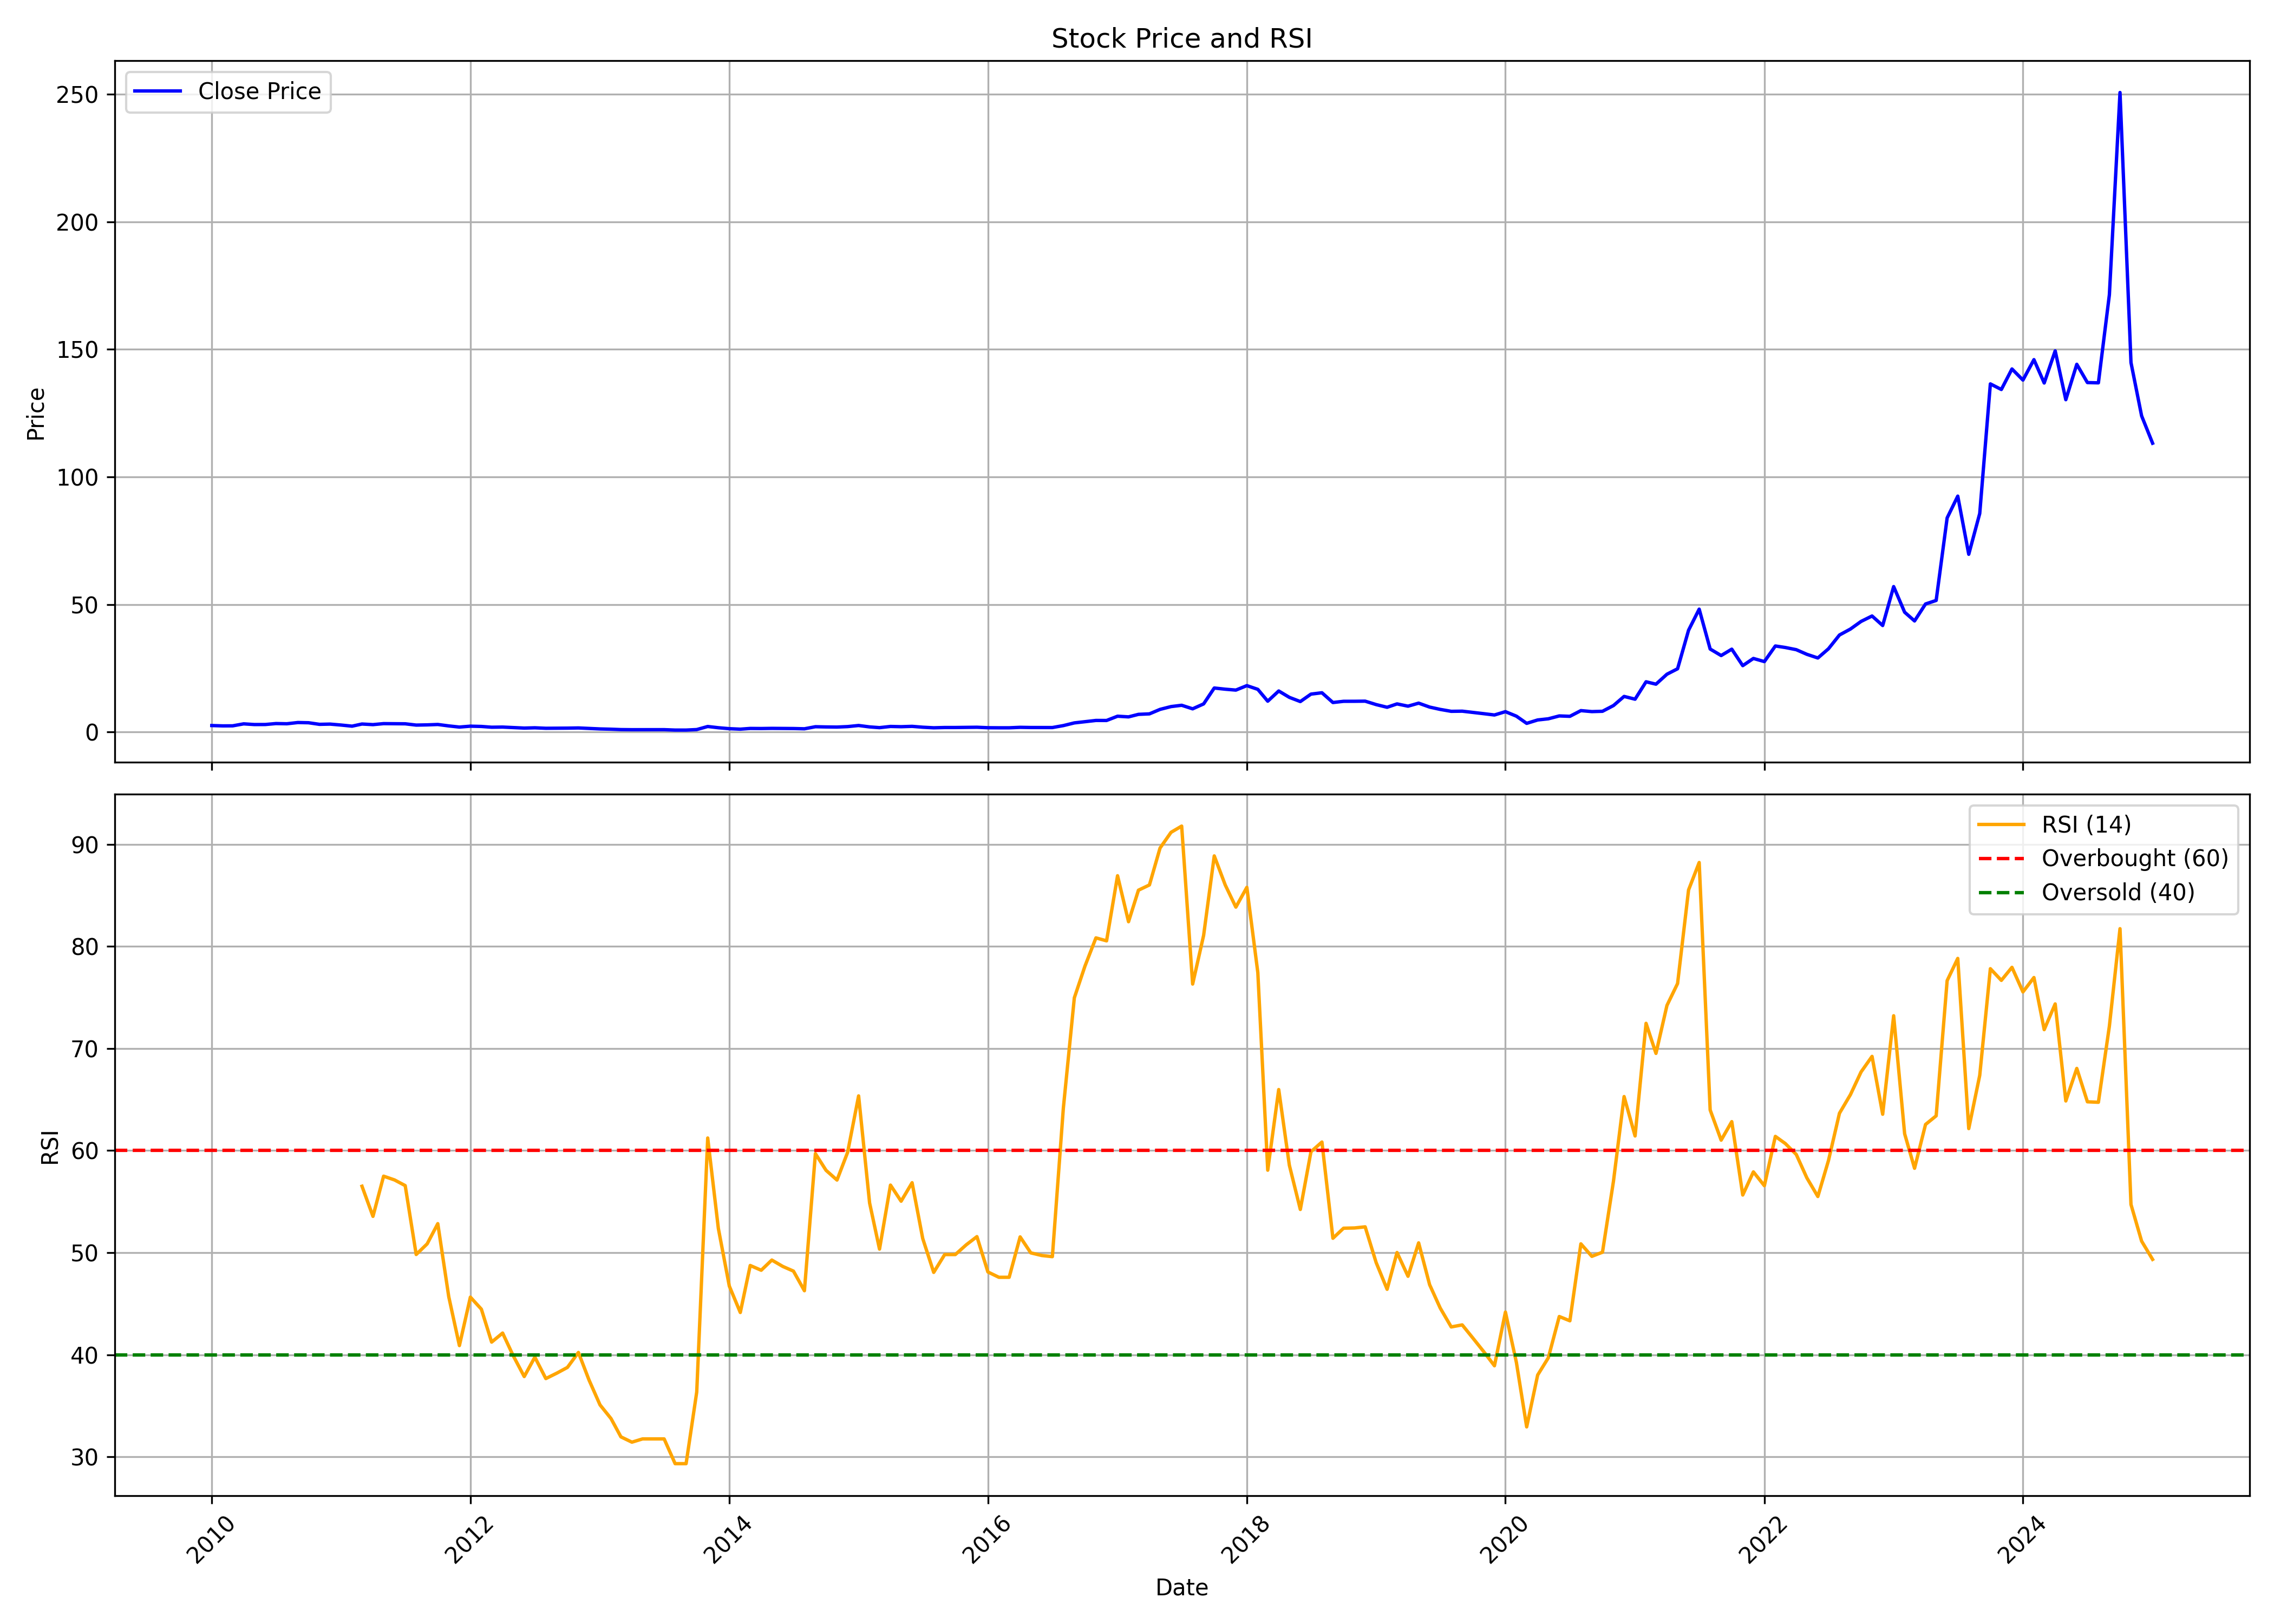 Stock Price and RSI
Close Price
250
200
150
100
50
0
Price
RSI (14)
Overbought (60)
Oversold (40)
90
80
70
60
50
40
30
RSI
2010 2012 2014 2016 2018 2020 2022 2024
Date